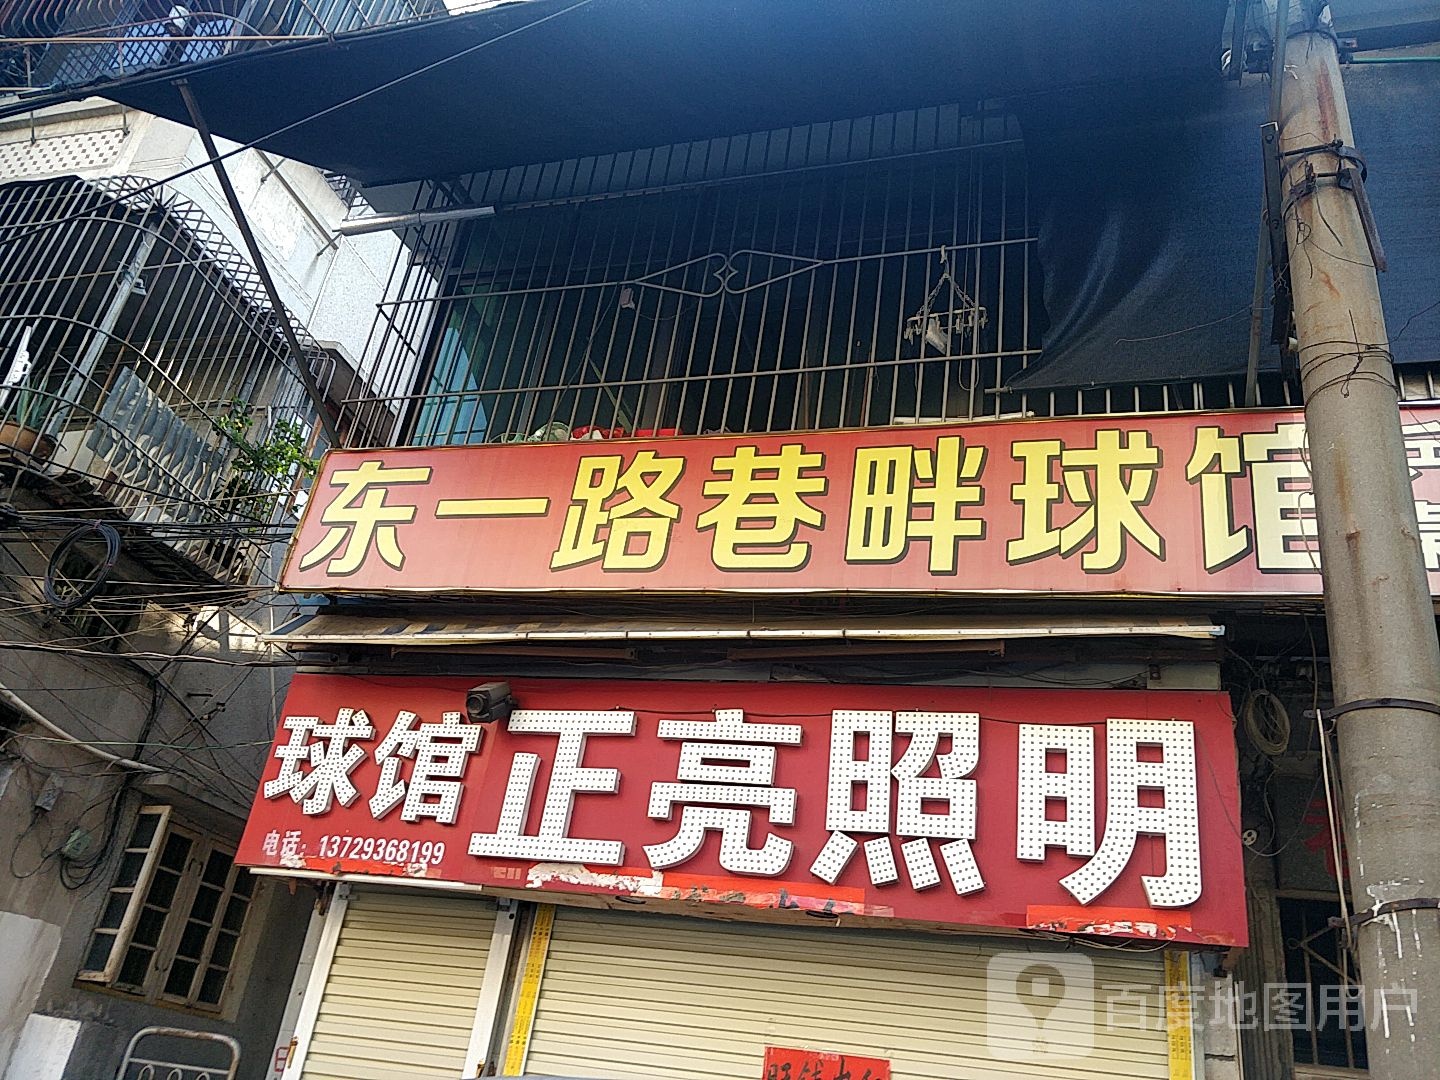 东一路巷畔球馆
球馆 正亮照明
电话：13729368199
百度地图用户